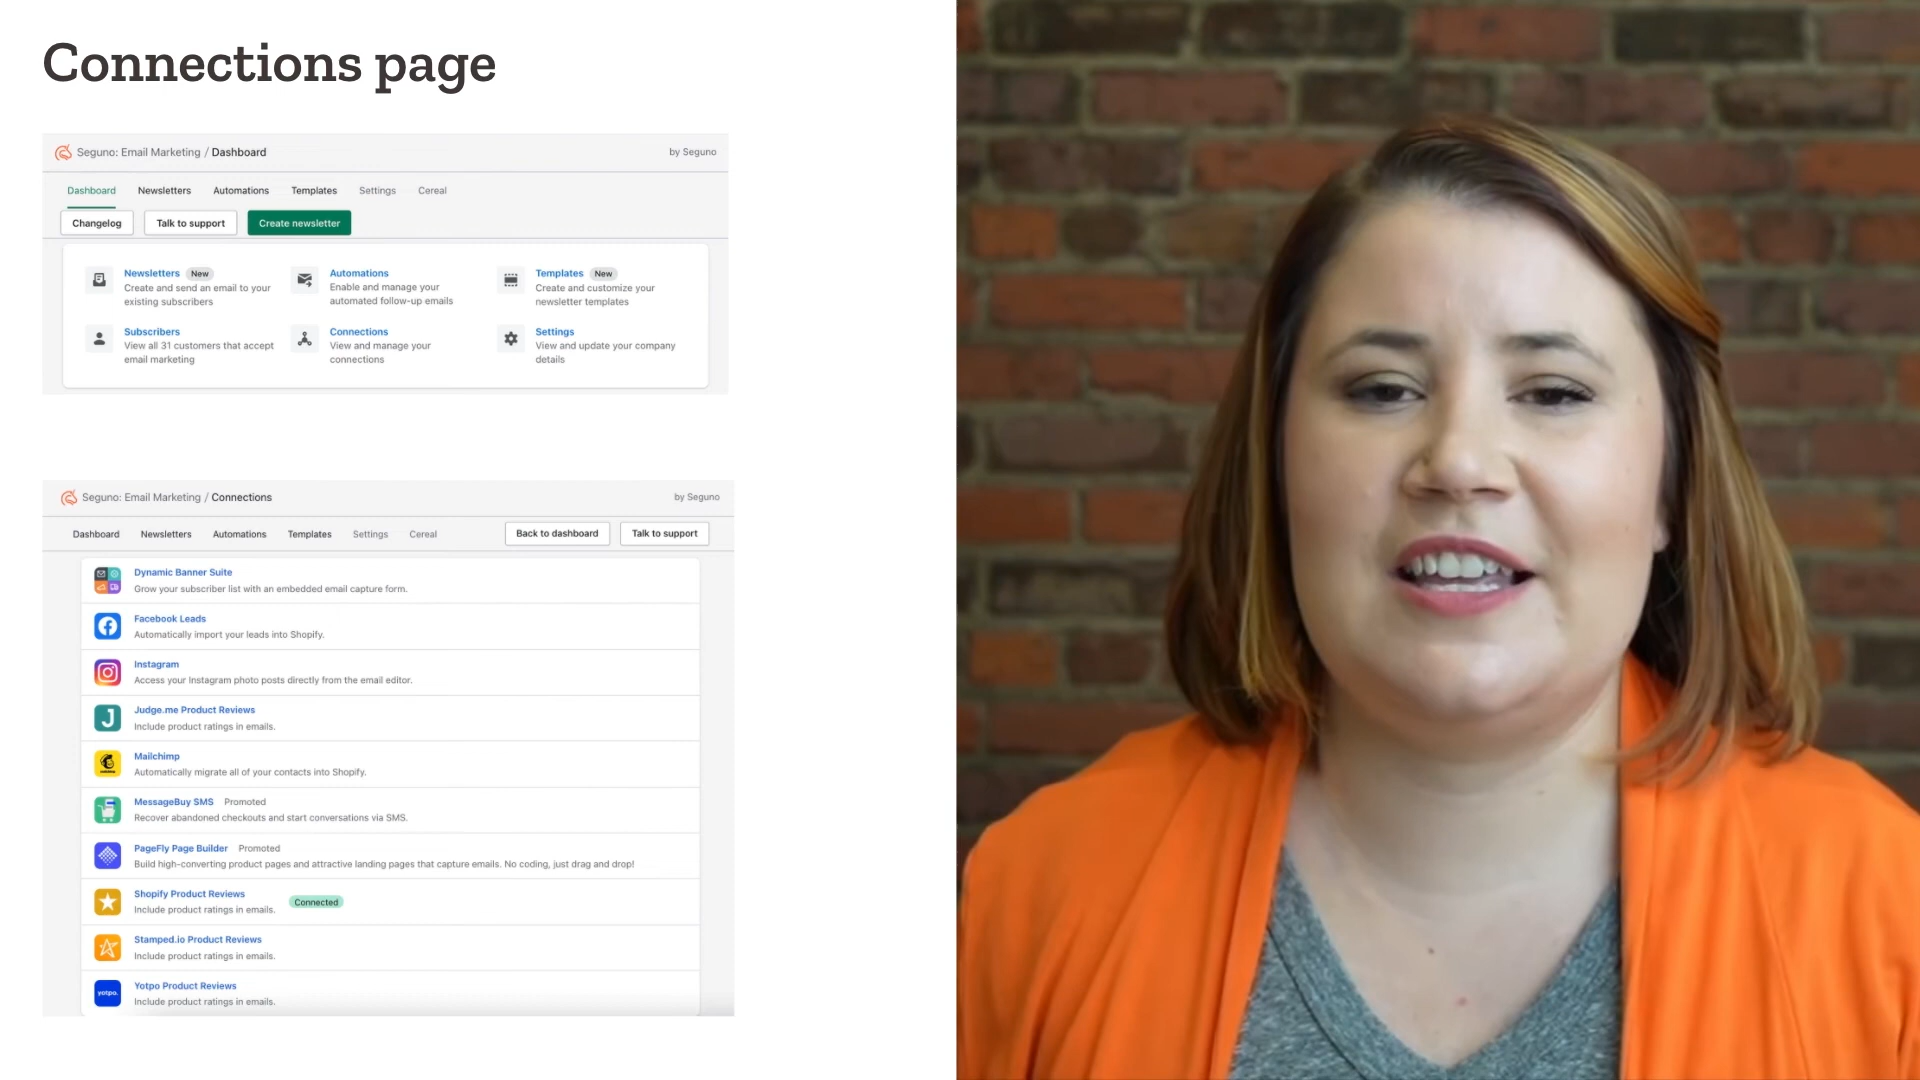 Connections page
Seguno: Email Marketing / Dashboard
by Seguno
Dashboard Newsletters Automations Templates Settings Cereal
Changelog Talk to support Create newsletter
Newsletters New
Create and send an email to your
existing subscribers
Automations
Enable and manage your
automated follow-up emails
Templates New
Create and customize your
newsletter templates
Subscribers
View all 31 customers that accept
email marketing
Connections
View and manage your
connections
Settings
View and update your company
details
Seguno: Email Marketing / Connections
by Seguno
Dashboard Newsletters Automations Templates Settings Cereal Back to dashboard Talk to support
Dynamic Banner Suite
Grow your subscriber list with an embedded email capture form.
Facebook Leads
Automatically import your leads into Shopify.
Instagram
Access your Instagram photo posts directly from the email editor.
J
Judge.me Product Reviews
Include product ratings in emails.
Mailchimp
Automatically migrate all of your contacts into Shopify.
MessageBuy SMS Promoted
Recover abandoned checkouts and start conversations via SMS.
PageFly Page Builder Promoted
Build high-converting product pages and attractive landing pages that capture emails. No coding, just drag and drop!
Shopify Product Reviews
Include product ratings in emails.
Connected
Stamped.io Product Reviews
Include product ratings in emails.
yotpo.
Yotpo Product Reviews
Include product ratings in emails.